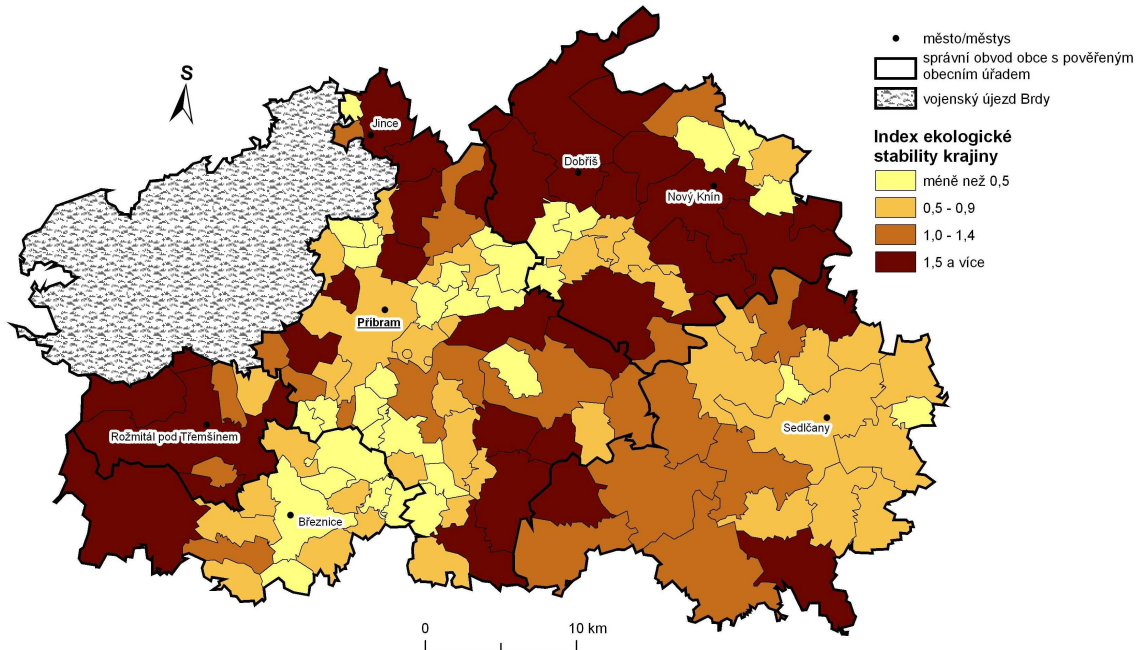 město/městys
správní obvod obce s pověřeným
obecním úřadem
vojenský újezd Brdy
Index ekologické
stability krajiny
méně než 0,5
0,5 - 0,9
1,0 - 1,4
1,5 a více
S
Jince
Dobříš
Nový Knín
Příbram
Sedlčany
Rožmitál pod Třemšínem
Březnice
0 10 km